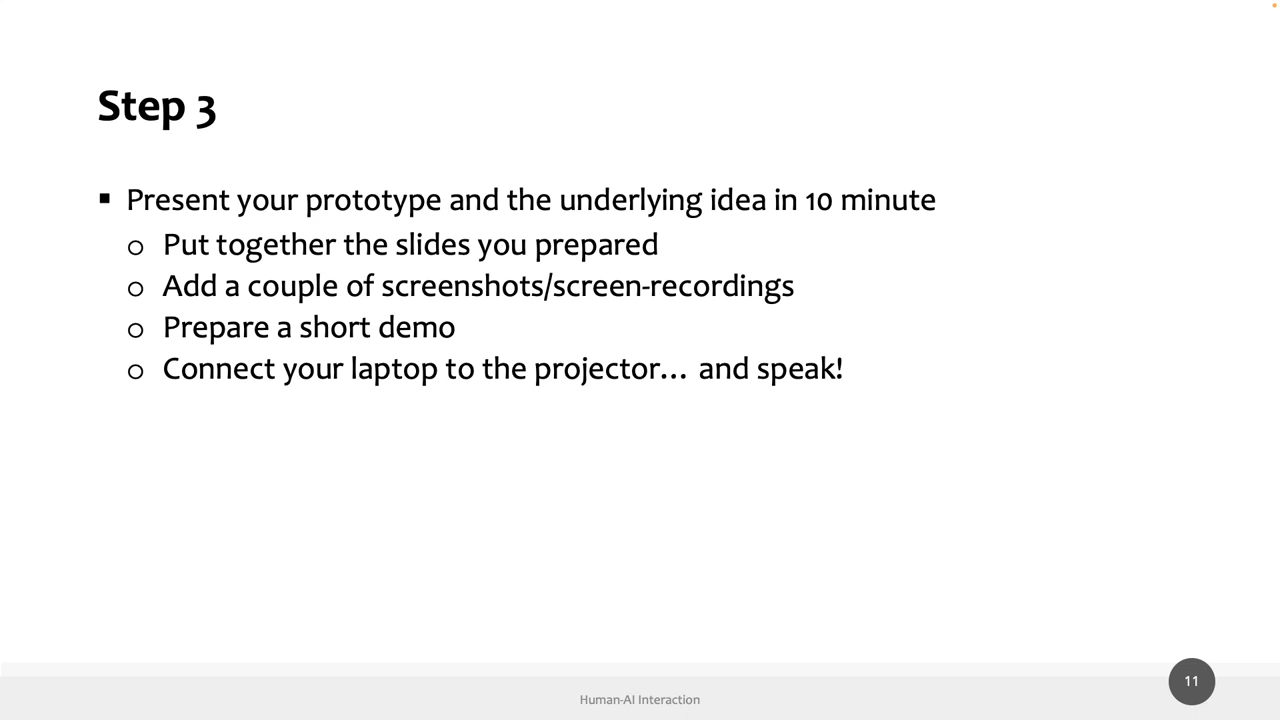 Step 3
▪ Present your prototype and the underlying idea in 10 minute
o Put together the slides you prepared
o Add a couple of screenshots/screen-recordings
o Prepare a short demo
o Connect your laptop to the projector… and speak!
Human-AI Interaction
11